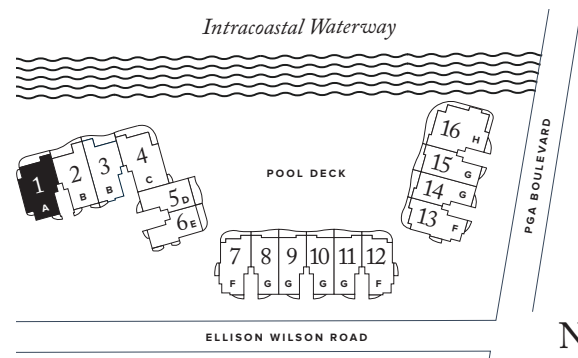 Intracoastal Waterway
1
A
2
B
3
B
4
C
5 D
6 E
POOL DECK
16 H
15 G
14 G
13 F
PGA BOULEVARD
7
F
8
G
9
G
10
G
11
G
12
F
ELLISON WILSON ROAD
N